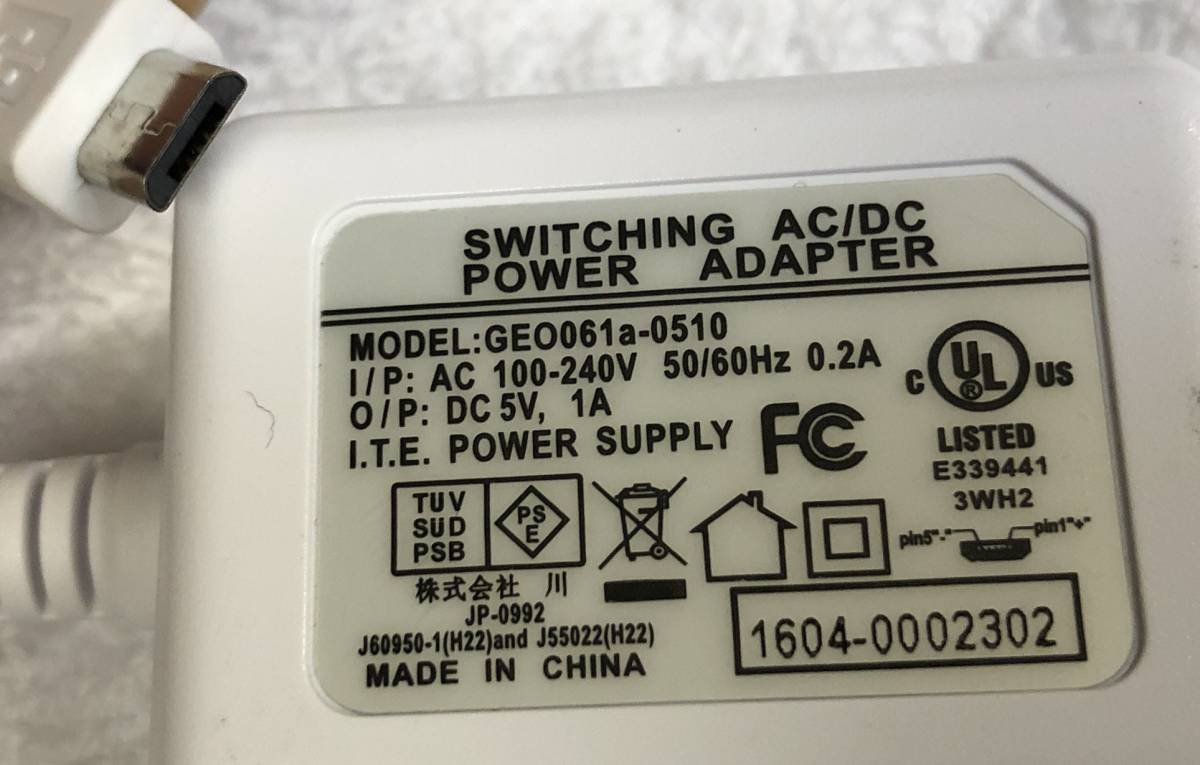 SWITCHING AC/DC
POWER ADAPTER
MODEL:GEO061a-0510
I/P: AC 100-240V 50/60Hz 0.2A
O/P: DC 5V, 1A
I.T.E. POWER SUPPLY
FC
C UL® US
LISTED
E339441
3WH2
TUV
SUD
PSB
PS
E
pin5"-"
pin1"+"
株式会社 川
JP-0992
J60950-1(H22)and J55022(H22)
MADE IN CHINA
1604-0002302